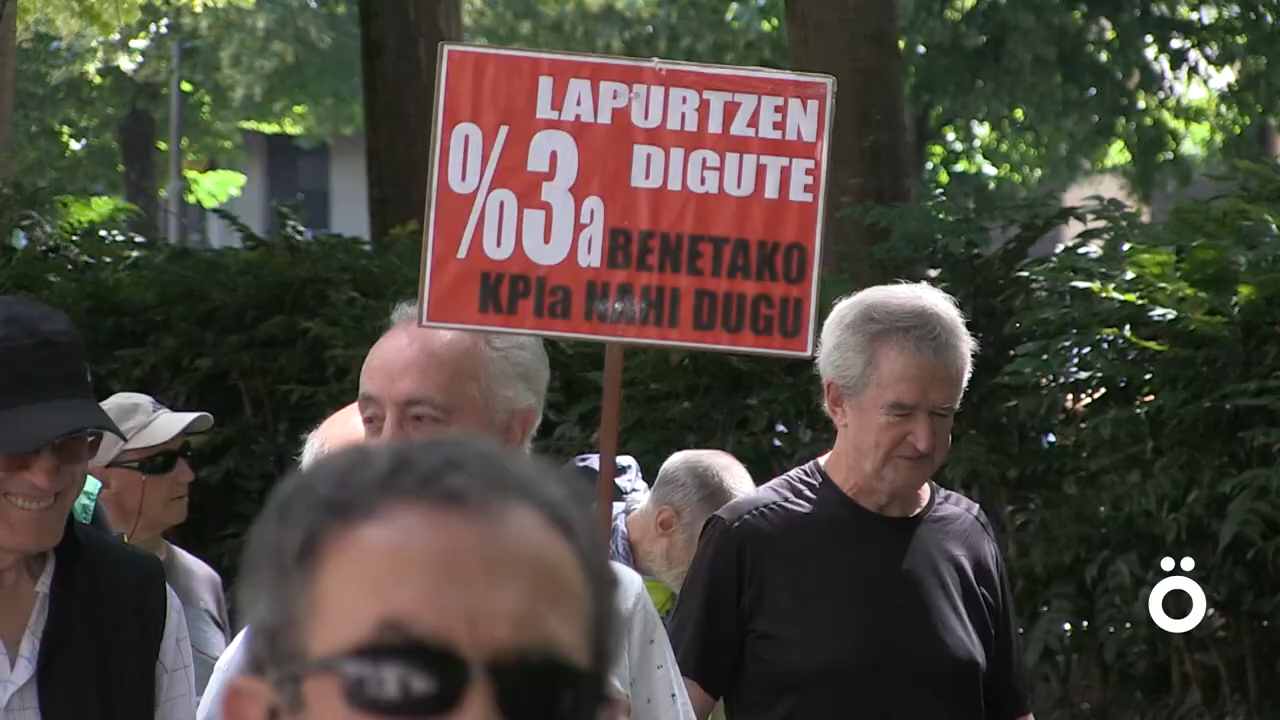 LAPURTZEN
DIGUTE
%3a BENETAKO
KPIa NAHI DUGU
ö